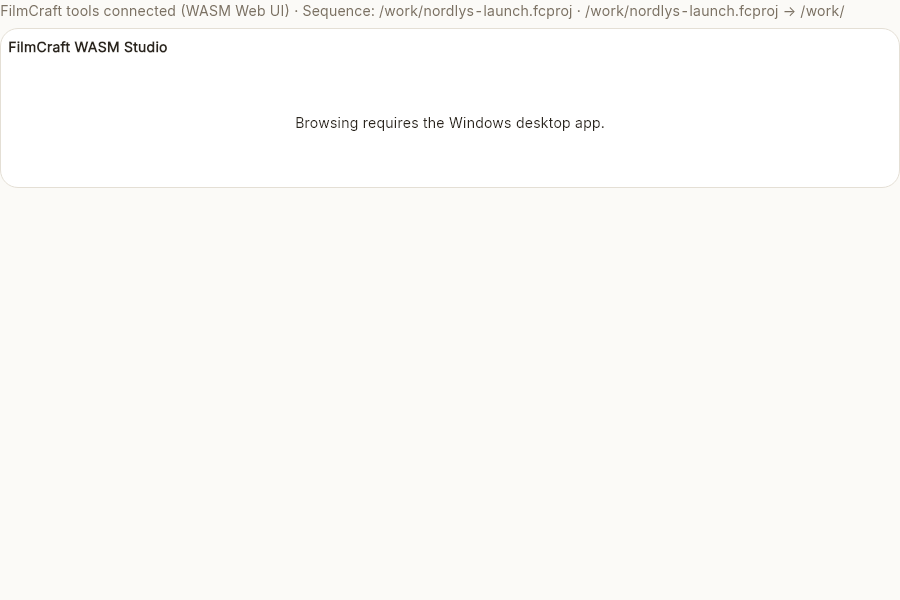 FilmCraft tools connected (WASM Web UI) · Sequence: /work/nordlys-launch.fcproj · /work/nordlys-launch.fcproj → /work/
FilmCraft WASM Studio
Browsing requires the Windows desktop app.